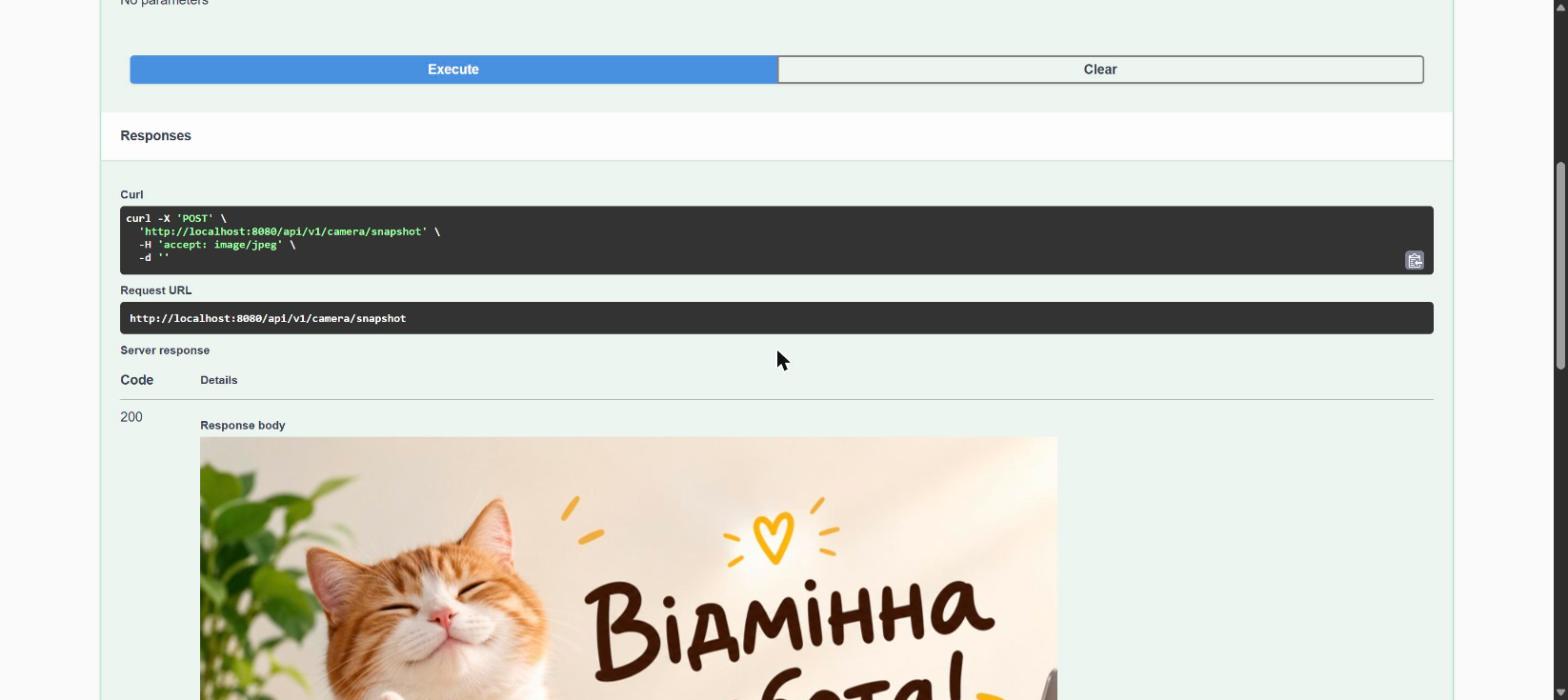 No parameters
Execute
Clear
Responses
Curl
curl -X 'POST' \
'http://localhost:8080/api/v1/camera/snapshot' \
-H 'accept: image/jpeg' \
-d ''
Request URL
http://localhost:8080/api/v1/camera/snapshot
Server response
Code Details
200
Response body
Відмінна